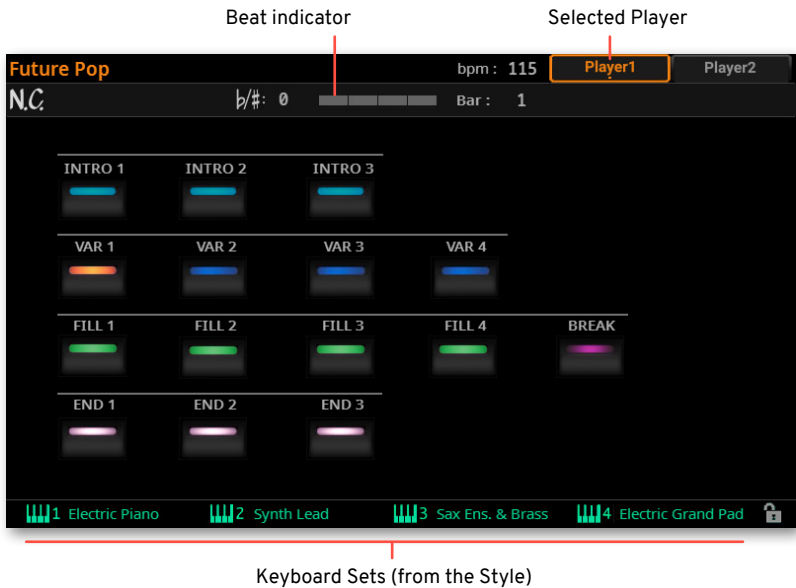 Beat indicator Selected Player
Future Pop bpm : 115 Player1 Player2
N.C. b/#: 0 Bar : 1
INTRO 1 INTRO 2 INTRO 3
VAR 1 VAR 2 VAR 3 VAR 4
FILL 1 FILL 2 FILL 3 FILL 4 BREAK
END 1 END 2 END 3
1 Electric Piano 2 Synth Lead 3 Sax Ens. & Brass 4 Electric Grand Pad
Keyboard Sets (from the Style)